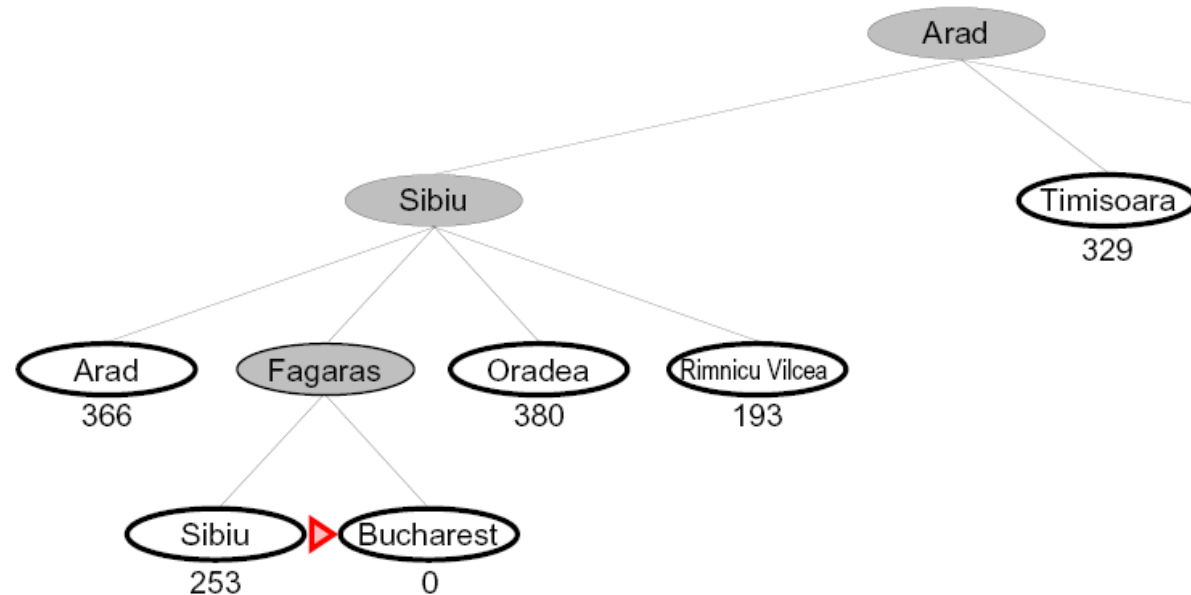 Arad
Sibiu
Timisoara
329
Arad
Fagaras
Oradea
Rimnicu Vilcea
366
380
193
Sibiu
Bucharest
253
0